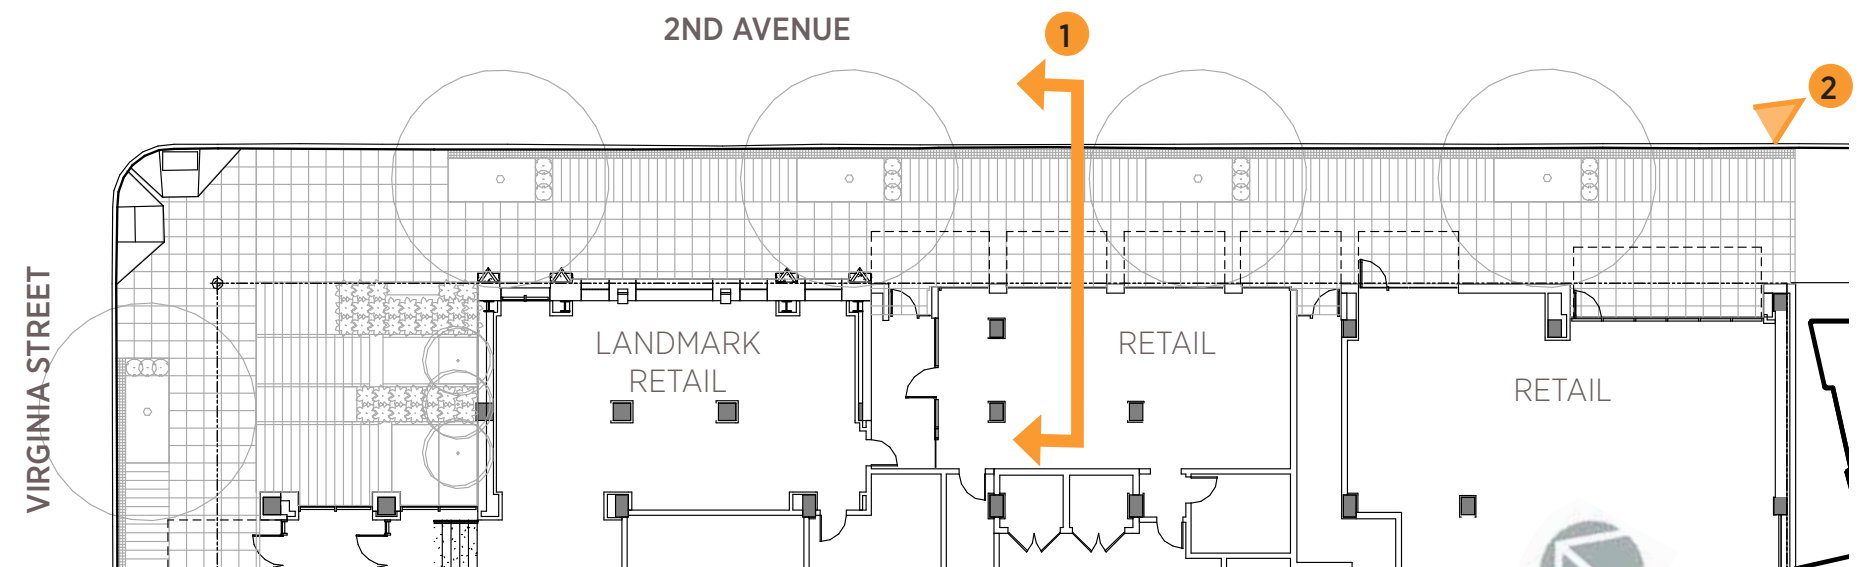 2ND AVENUE
1
2
VIRGINIA STREET
LANDMARK
RETAIL
RETAIL
RETAIL